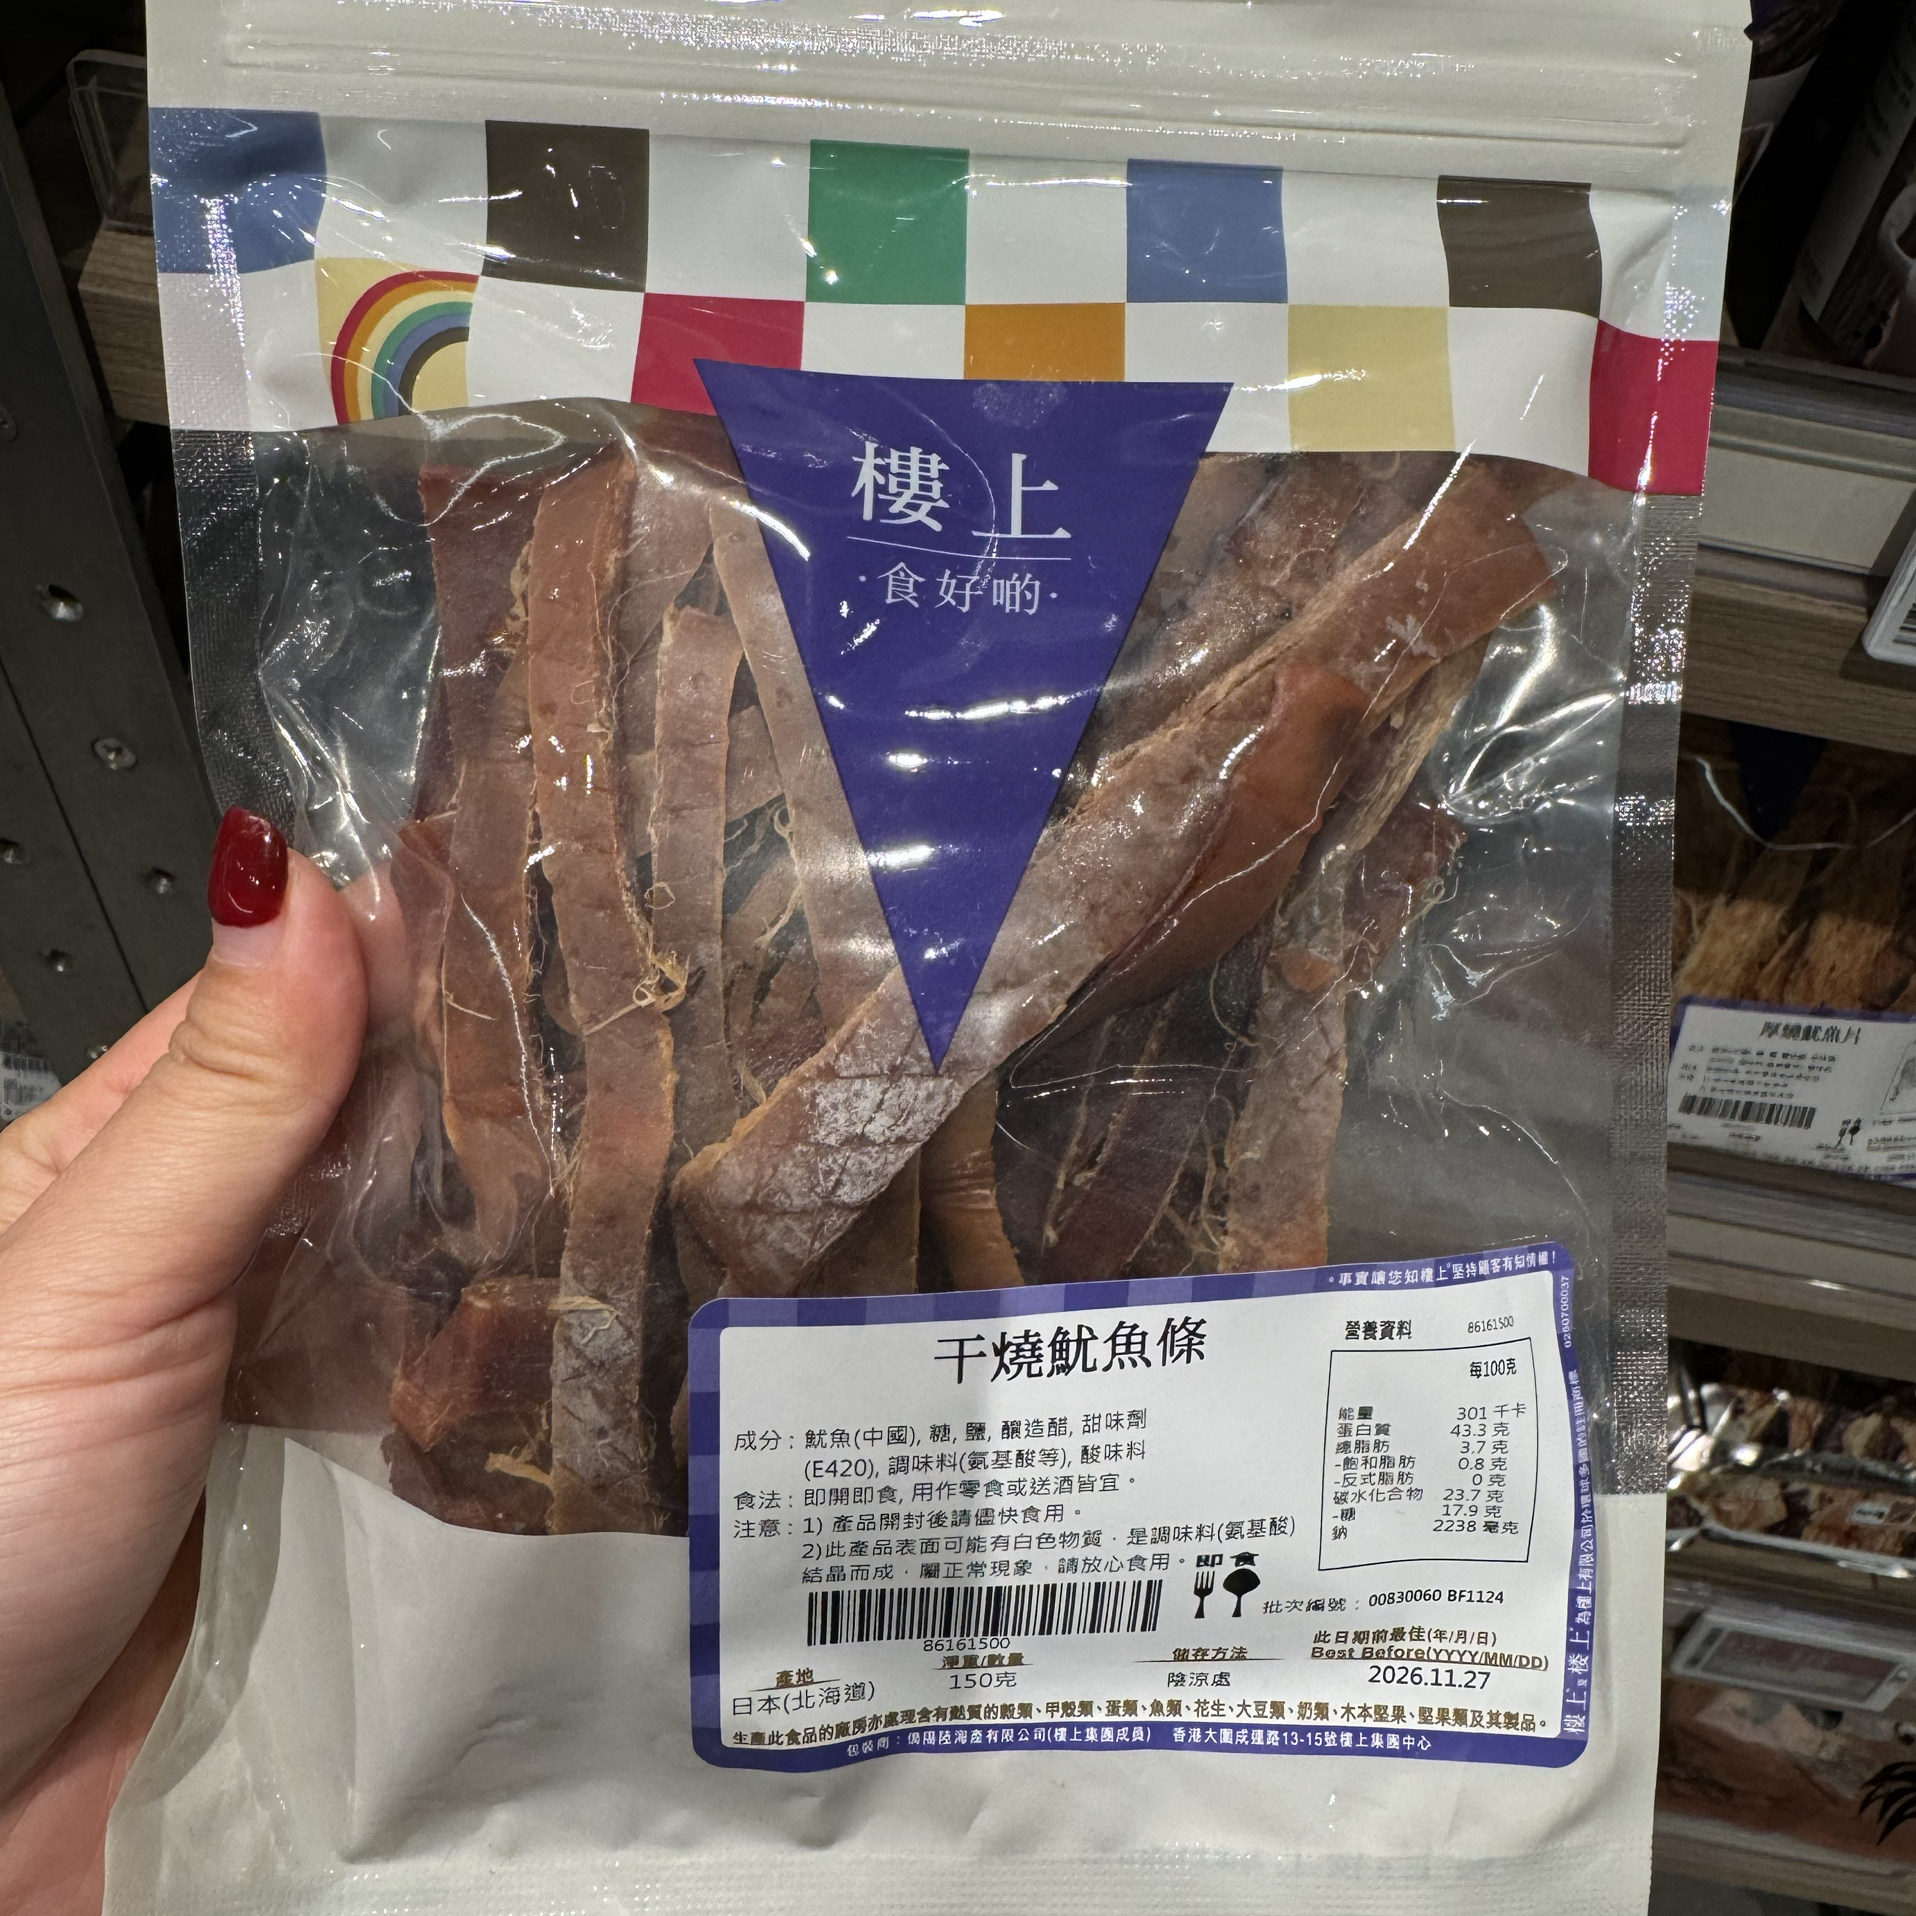 樓上
·食好啲·
。事實讓您知樓上堅持顧客有知情權!
干燒魷魚條
成分: 魷魚(中國), 糖, 鹽, 釀造醋, 甜味劑
(E420), 調味料(氨基酸等), 酸味料
食法: 即開即食, 用作零食或送酒皆宜。
注意: 1) 產品開封後請儘快食用。
2)此產品表面可能有白色物質，是調味料(氨基酸)
結晶而成，屬正常現象，請放心食用。
即食
86161500
產地
日本(北海道)
淨重/數量
150克
儲存方法
陰涼處
營養資料 86161500
每100克
能量 301 千卡
蛋白質 43.3 克
總脂肪 3.7 克
-飽和脂肪 0.8 克
-反式脂肪 0 克
碳水化合物 23.7 克
-糖 17.9 克
鈉 2238 毫克
批次編號: 00830060 BF1124
此日期前最佳(年/月/日)
Best Before(YYYY/MM/DD)
2026.11.27
生產此食品的廠房亦處理含有麩質的穀類、甲殼類、蛋類、魚類、花生、大豆類、奶類、木本堅果、堅果類及其製品。
香港大圍成運路13-15號樓上集團中心
0260700037
厚燒魷魚片